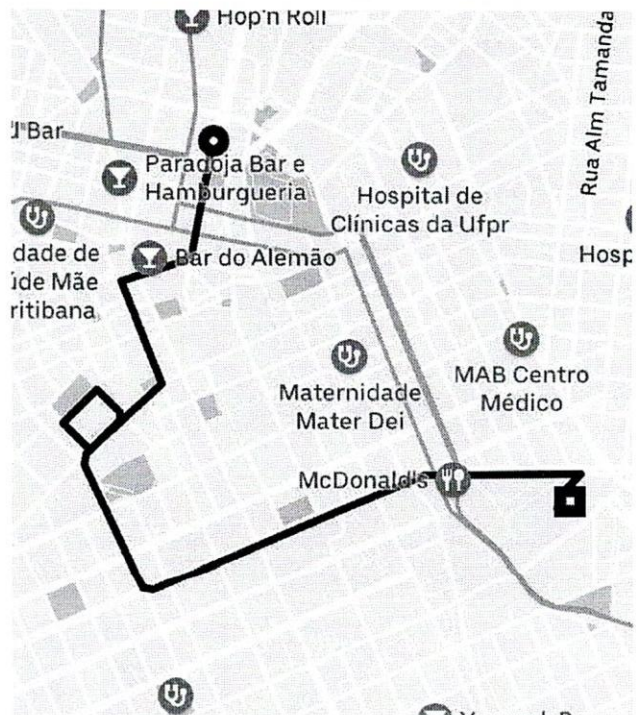 Hop'n Roll
Bar
Rua Alm Tamanda
Paradoja Bar e
Hamburgueria
Hospital de
Clínicas da Ufpr
dade de
úde Mãe
ritibana
Bar do Alemão
Hosp
Maternidade
Mater Dei
MAB Centro
Médico
McDonald's